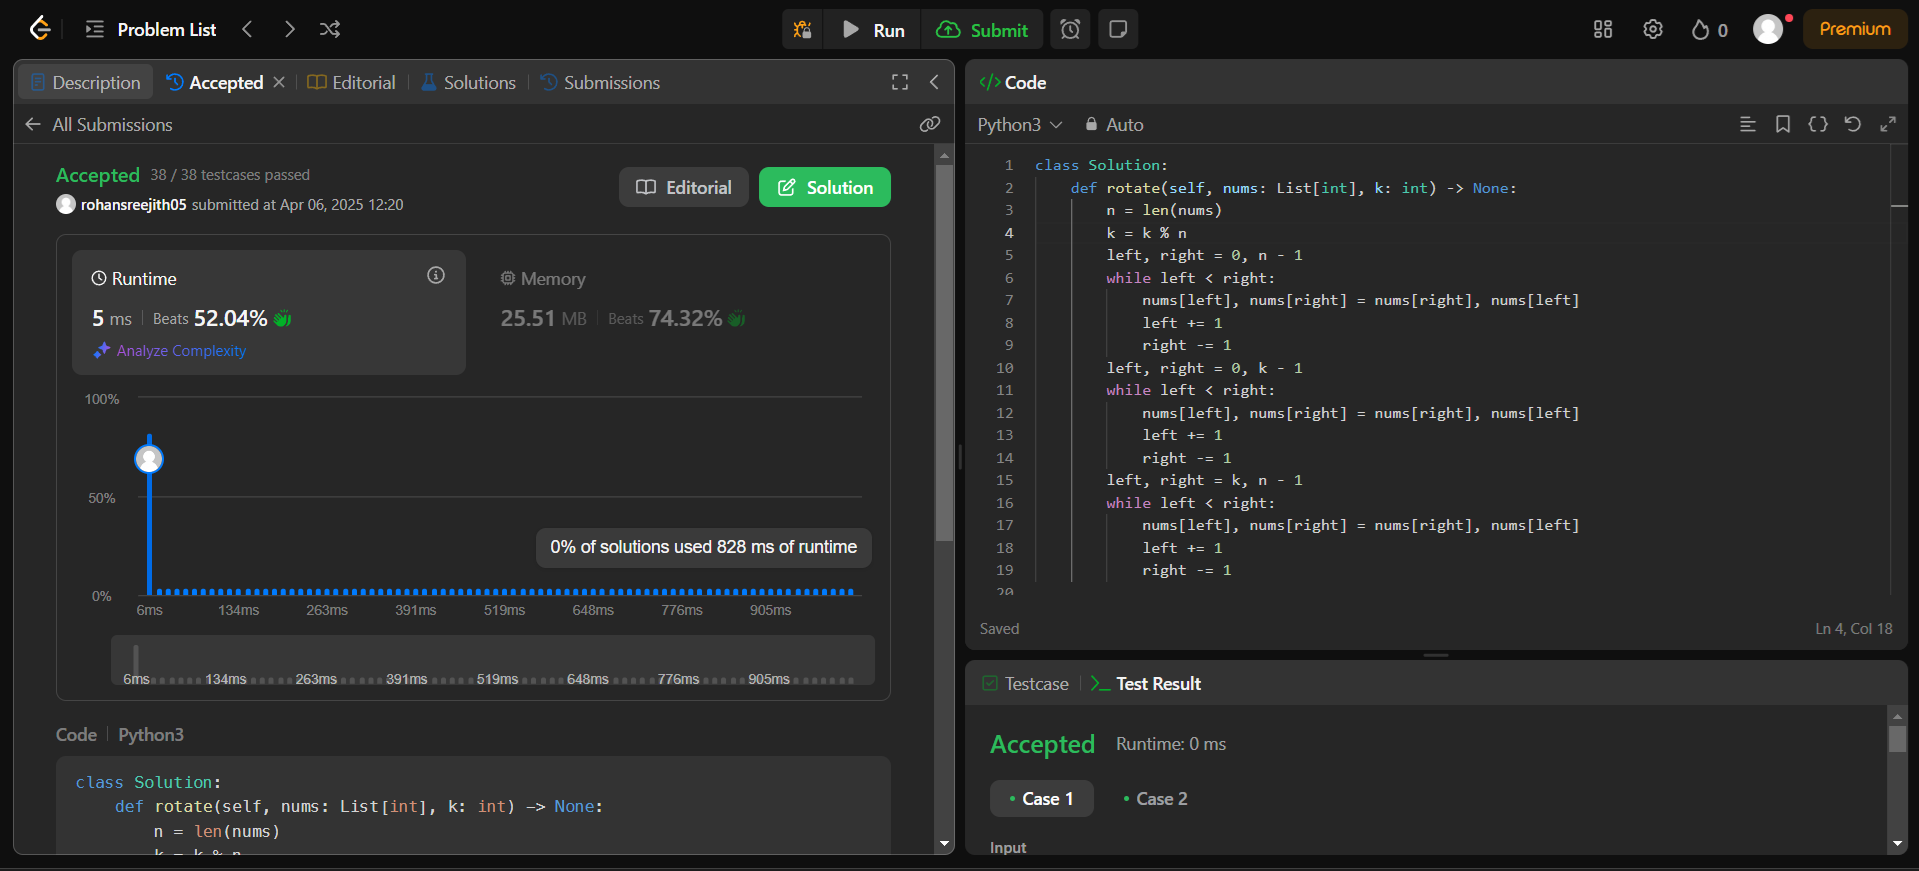 Problem List
Run
Submit
0
Premium
Description
Accepted
Editorial
Solutions
Submissions
All Submissions
Accepted 38 / 38 testcases passed
rohansreejith05 submitted at Apr 06, 2025 12:20
Editorial
Solution
Runtime
5 ms Beats 52.04%
Analyze Complexity
Memory
25.51 MB Beats 74.32%
100%
50%
0% of solutions used 828 ms of runtime
0%
6ms 134ms 263ms 391ms 519ms 648ms 776ms 905ms
6ms 134ms 263ms 391ms 519ms 648ms 776ms 905ms
Code Python3
class Solution:
    def rotate(self, nums: List[int], k: int) -> None:
        n = len(nums)
        k = k % n
</> Code
Python3 Auto
1 class Solution:
2     def rotate(self, nums: List[int], k: int) -> None:
3         n = len(nums)
4         k = k % n
5         left, right = 0, n - 1
6         while left < right:
7             nums[left], nums[right] = nums[right], nums[left]
8             left += 1
9             right -= 1
10         left, right = 0, k - 1
11         while left < right:
12             nums[left], nums[right] = nums[right], nums[left]
13             left += 1
14             right -= 1
15         left, right = k, n - 1
16         while left < right:
17             nums[left], nums[right] = nums[right], nums[left]
18             left += 1
19             right -= 1
20
Saved
Ln 4, Col 18
Testcase
Test Result
Accepted Runtime: 0 ms
Case 1
Case 2
Input